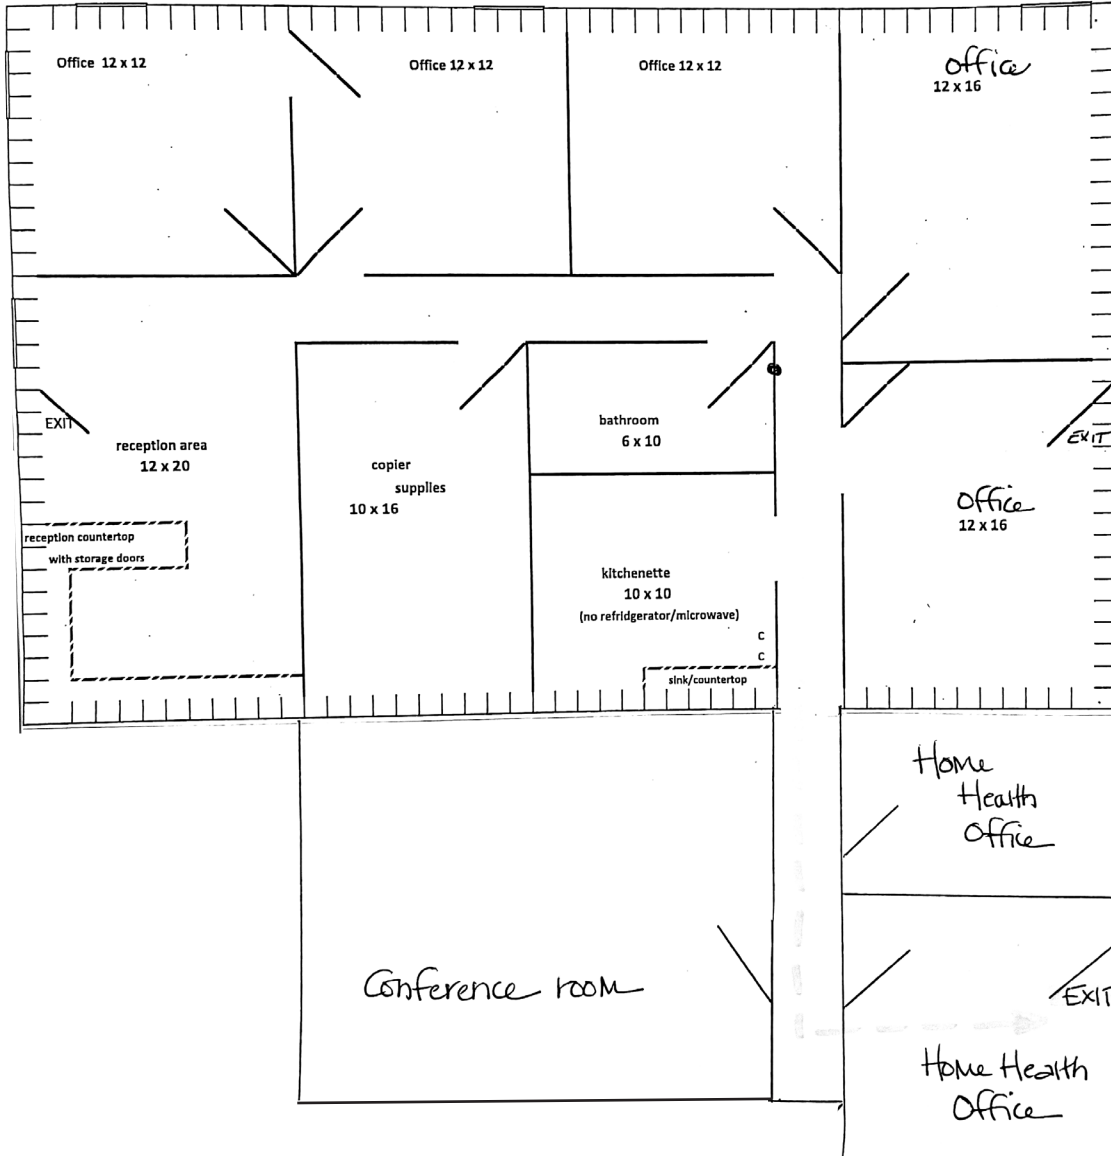 Office 12 x 12
Office 12 x 12
Office 12 x 12
Office
12 x 16
EXIT
reception area
12 x 20
reception countertop
with storage doors
copier
supplies
10 x 16
bathroom
6 x 10
kitchenette
10 x 10
(no refridgerator/microwave)
C
C
sink/countertop
EXIT
Office
12 x 16
Home
Health
Office
Conference room
EXIT
Home Health
Office